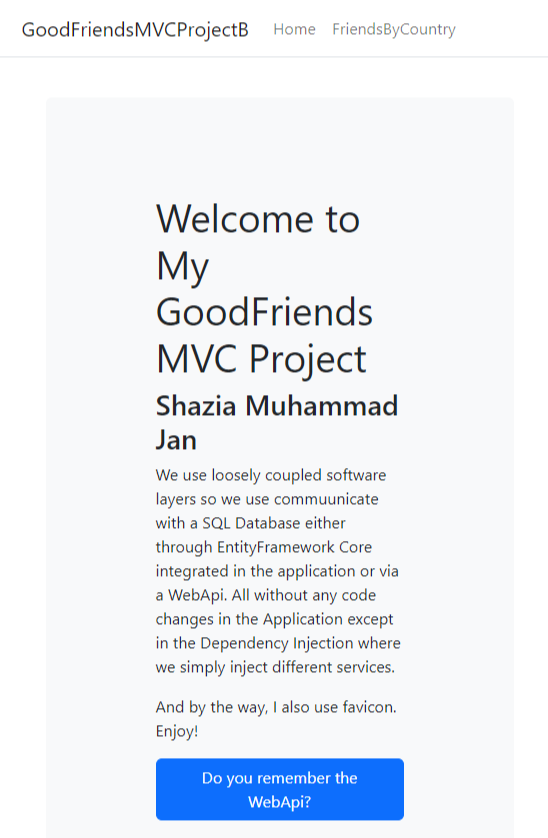 GoodFriendsMVCProjectB Home FriendsByCountry
Welcome to
My
GoodFriends
MVC Project
Shazia Muhammad
Jan
We use loosely coupled software
layers so we use commuunicate
with a SQL Database either
through EntityFramework Core
integrated in the application or via
a WebApi. All without any code
changes in the Application except
in the Dependency Injection where
we simply inject different services.
And by the way, I also use favicon.
Enjoy!
Do you remember the
WebApi?